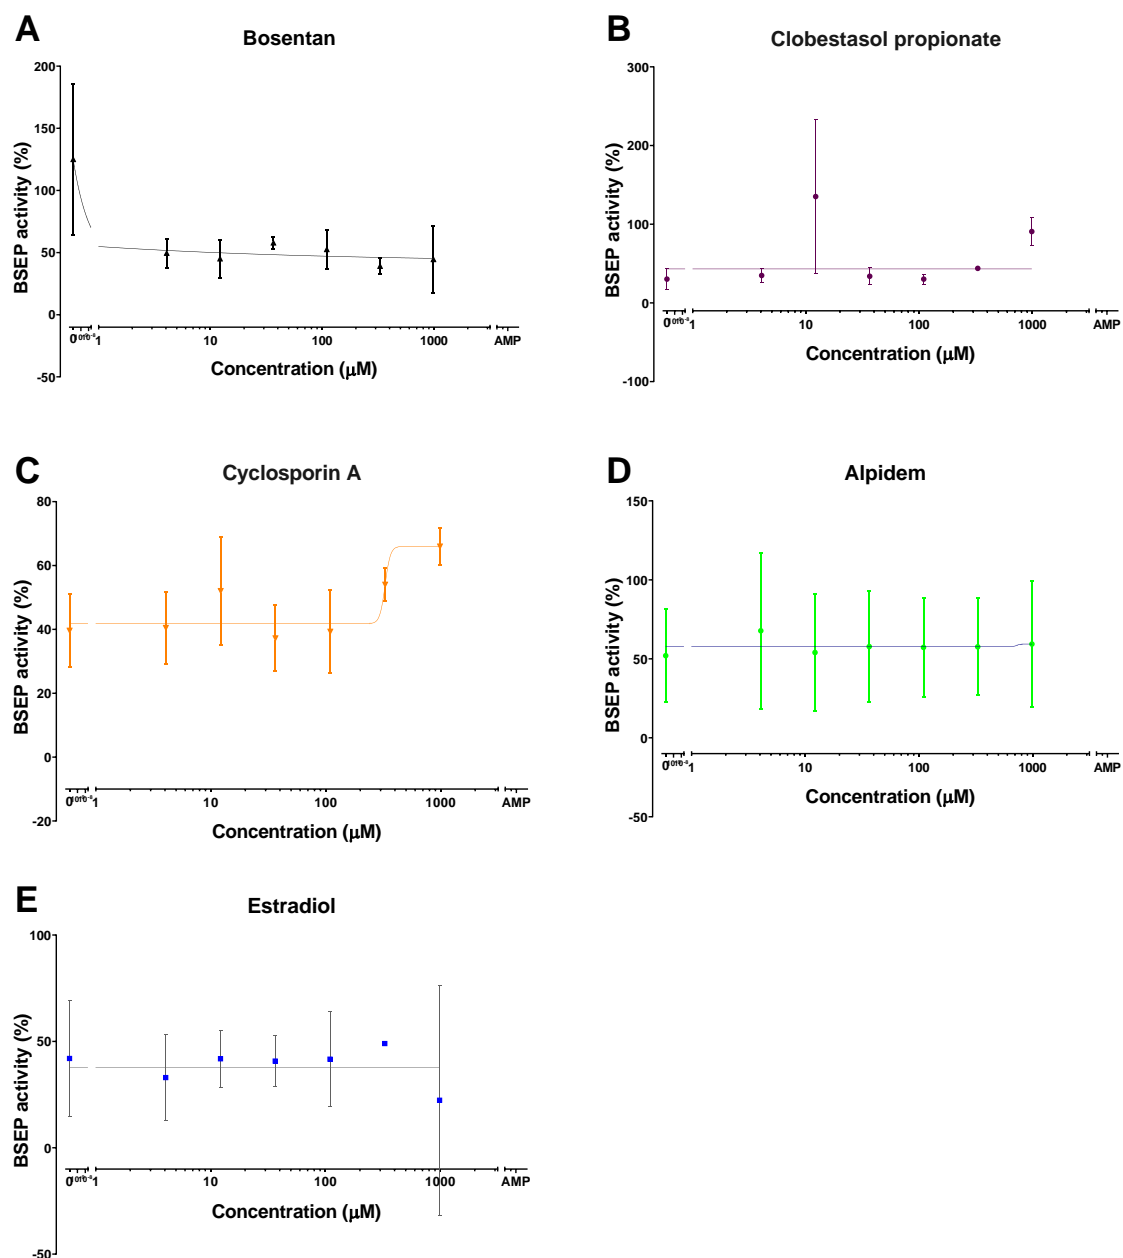 A
Bosentan
BSEP activity (%)
200
150
100
50
0
-50
0
1
10
100
1000
AMP
Concentration (μM)
B
Clobestasol propionate
BSEP activity (%)
300
200
100
0
-100
0
1
10
100
1000
AMP
Concentration (μM)
C
Cyclosporin A
BSEP activity (%)
80
60
40
20
0
-20
0
1
10
100
1000
AMP
Concentration (μM)
D
Alpidem
BSEP activity (%)
150
100
50
0
-50
0
1
10
100
1000
AMP
Concentration (μM)
E
Estradiol
BSEP activity (%)
100
50
0
-50
0
1
10
100
1000
AMP
Concentration (μM)